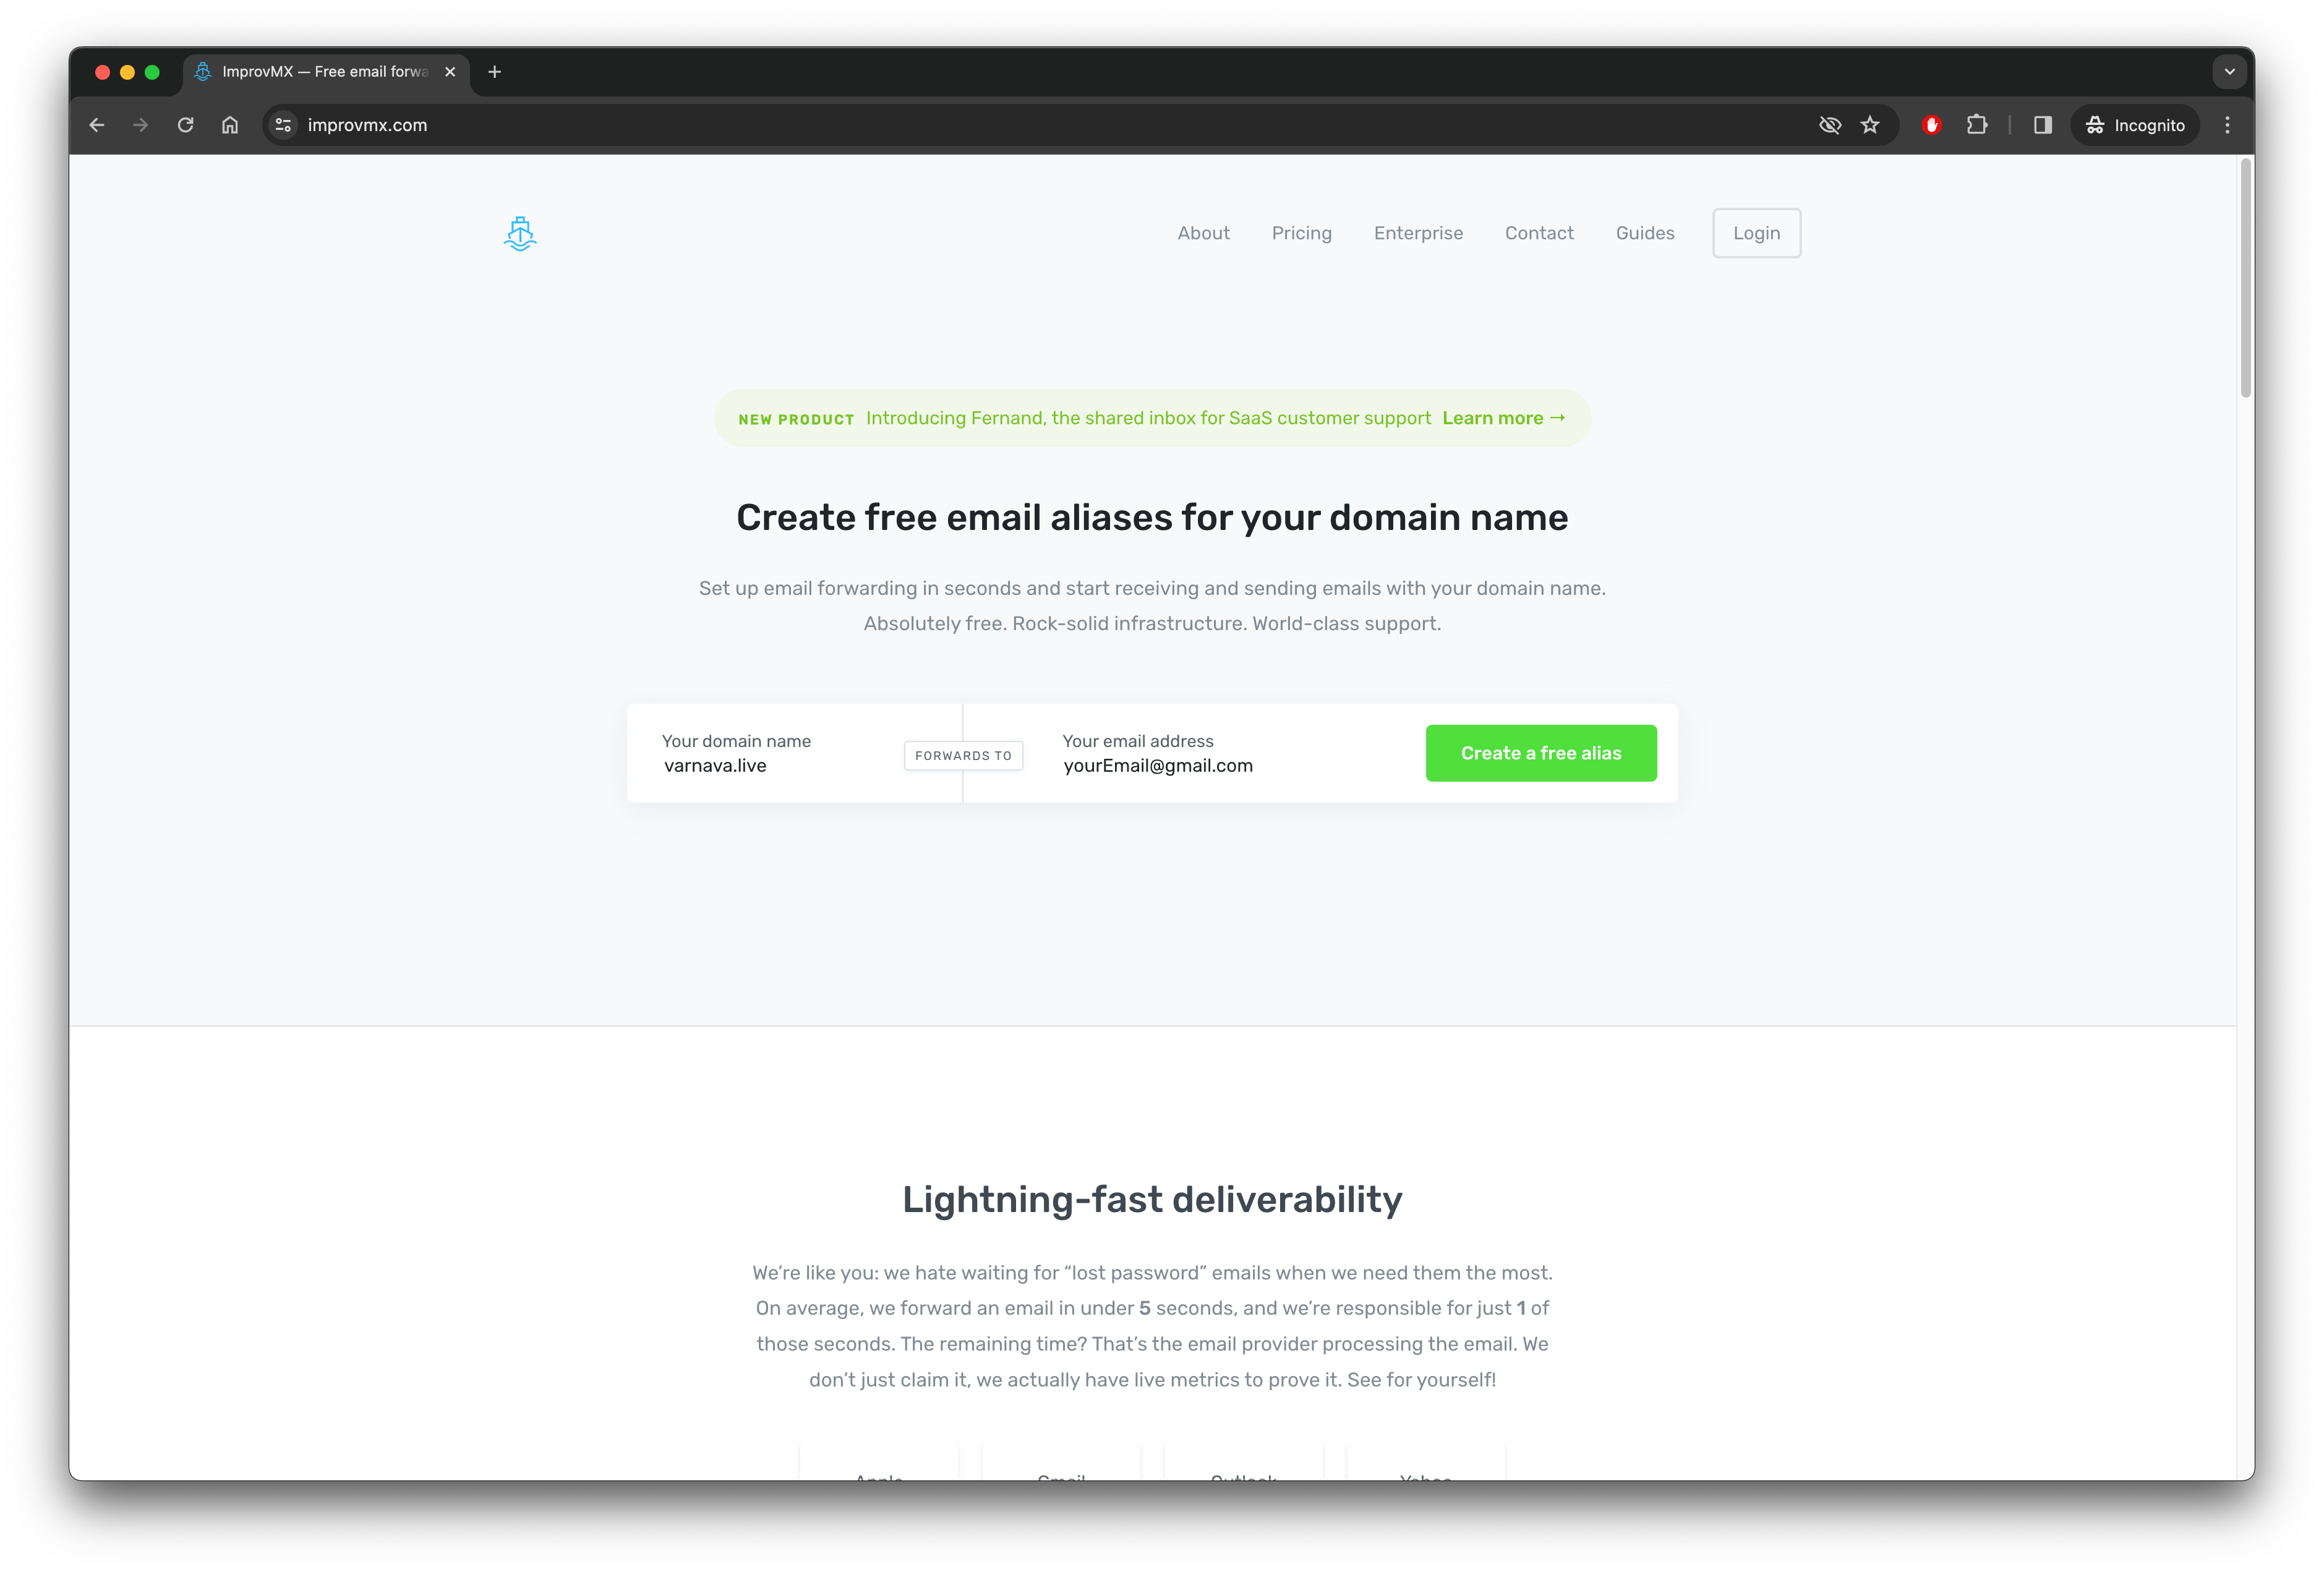 ImprovMX — Free email forwa
improvmx.com
Incognito
About Pricing Enterprise Contact Guides Login
NEW PRODUCT Introducing Fernand, the shared inbox for SaaS customer support Learn more →
Create free email aliases for your domain name
Set up email forwarding in seconds and start receiving and sending emails with your domain name.
Absolutely free. Rock-solid infrastructure. World-class support.
Your domain name
varnava.live
FORWARDS TO
Your email address
yourEmail@gmail.com
Create a free alias
Lightning-fast deliverability
We’re like you: we hate waiting for “lost password” emails when we need them the most.
On average, we forward an email in under 5 seconds, and we’re responsible for just 1 of
those seconds. The remaining time? That’s the email provider processing the email. We
don’t just claim it, we actually have live metrics to prove it. See for yourself!
Apple Gmail Outlook Yahoo